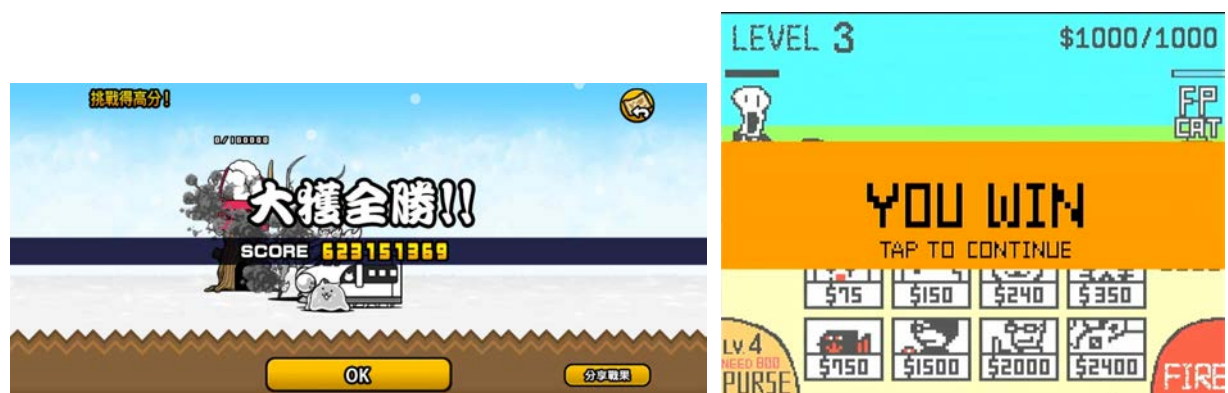 挑戰得高分!
0/100000
大獲全勝!!
SCORE 623151369
OK
分享戰果
LEVEL 3
$1000/1000
FP
CAT
YOU WIN
TAP TO CONTINUE
$75 $150 $240 $350
$750 $1500 $2000 $2400
LV.4
NEED 800
PURSE
FIRE